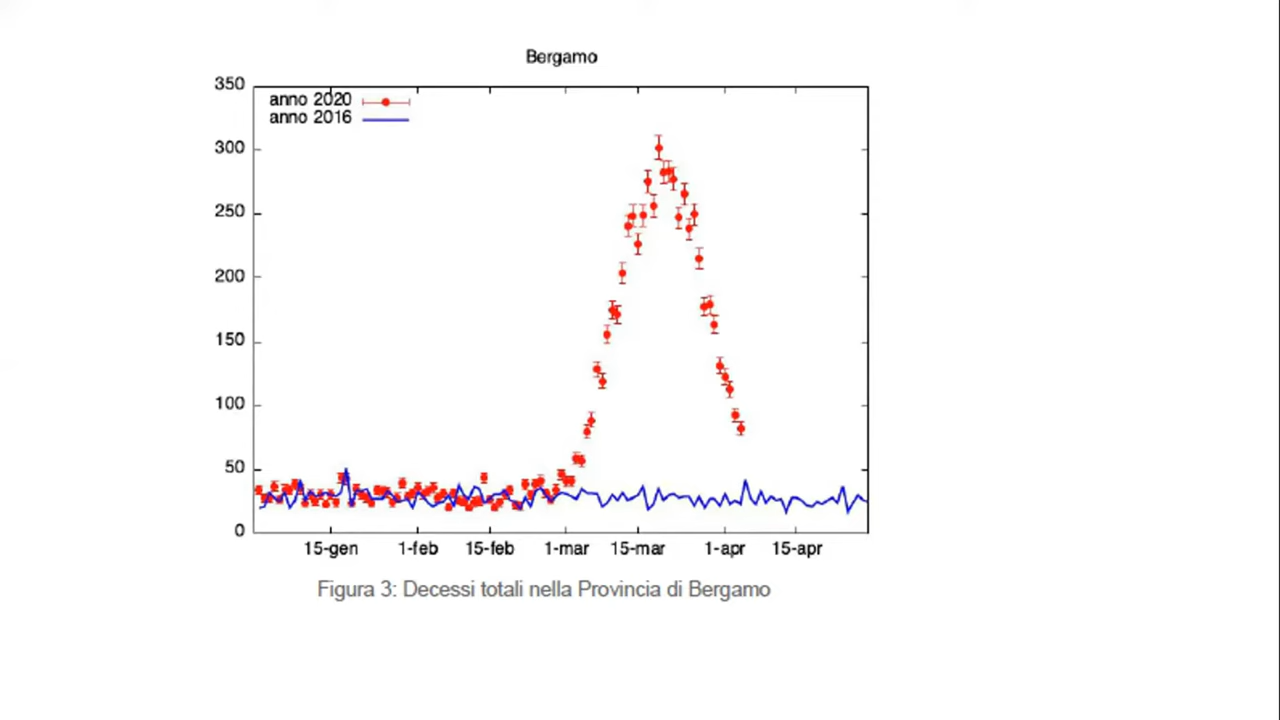 Bergamo
350
anno 2020
anno 2016
300
250
200
150
100
50
0
15-gen 1-feb 15-feb 1-mar 15-mar 1-apr 15-apr
Figura 3: Decessi totali nella Provincia di Bergamo